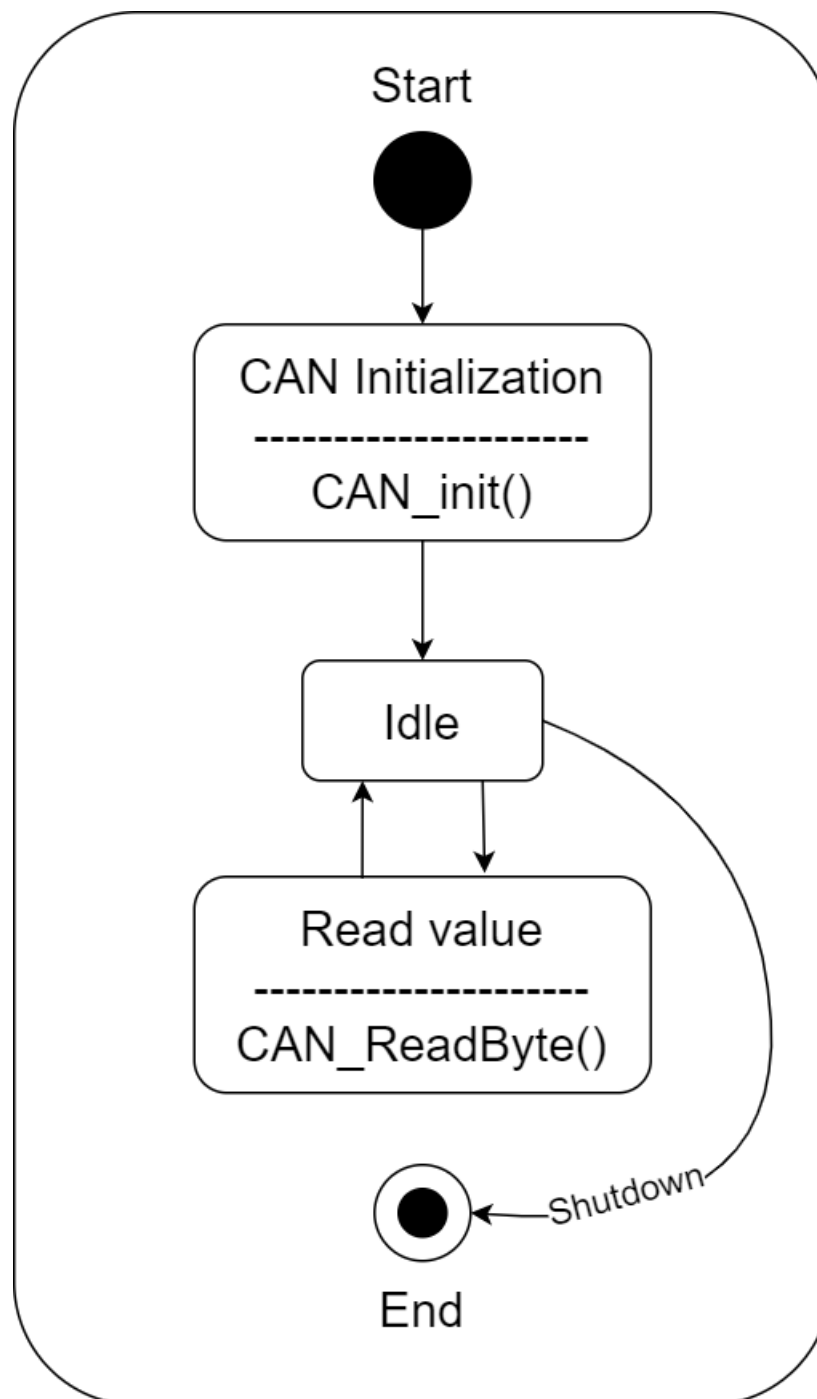 Start
CAN Initialization
---------------------
CAN_init()
Idle
Read value
---------------------
CAN_ReadByte()
Shutdown
End